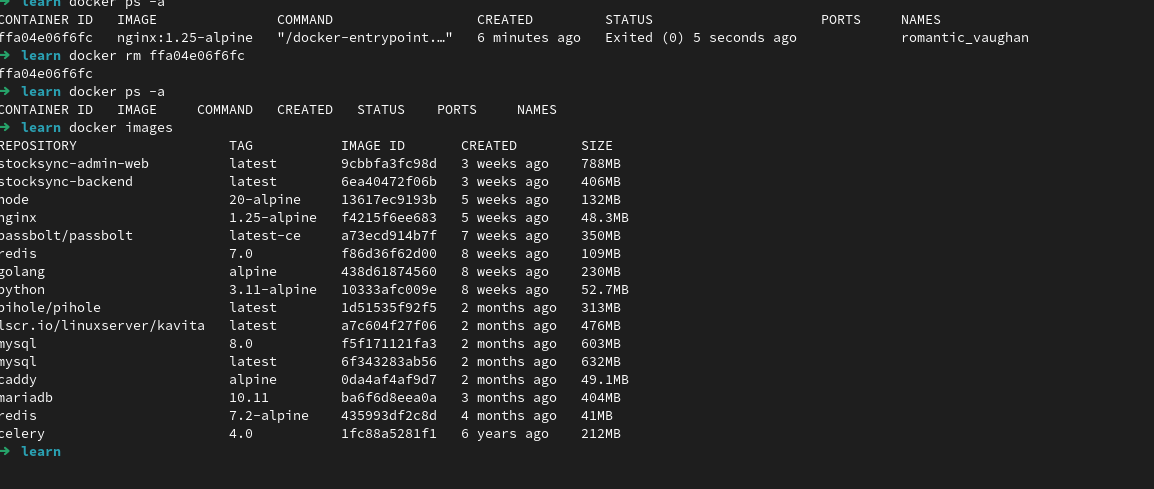 docker ps -a
CONTAINER ID IMAGE COMMAND CREATED STATUS PORTS NAMES
ffa04e06f6fc nginx:1.25-alpine "/docker-entrypoint.…" 6 minutes ago Exited (0) 5 seconds ago romantic_vaughan
➜ learn docker rm ffa04e06f6fc
ffa04e06f6fc
➜ learn docker ps -a
CONTAINER ID IMAGE COMMAND CREATED STATUS PORTS NAMES
➜ learn docker images
REPOSITORY TAG IMAGE ID CREATED SIZE
stocksync-admin-web latest 9cbbfa3fc98d 3 weeks ago 788MB
stocksync-backend latest 6ea40472f06b 3 weeks ago 406MB
node 20-alpine 13617ec9193b 5 weeks ago 132MB
nginx 1.25-alpine f4215f6ee683 5 weeks ago 48.3MB
passbolt/passbolt latest-ce a73ecd914b7f 7 weeks ago 350MB
redis 7.0 f86d36f62d00 8 weeks ago 109MB
golang alpine 438d61874560 8 weeks ago 230MB
python 3.11-alpine 10333afc009e 8 weeks ago 52.7MB
pihole/pihole latest 1d51535f92f5 2 months ago 313MB
lscr.io/linuxserver/kavita latest a7c604f27f06 2 months ago 476MB
mysql 8.0 f5f171121fa3 2 months ago 603MB
mysql latest 6f343283ab56 2 months ago 632MB
caddy alpine 0da4af4af9d7 2 months ago 49.1MB
mariadb 10.11 ba6f6d8eea0a 3 months ago 404MB
redis 7.2-alpine 435993df2c8d 4 months ago 41MB
celery 4.0 1fc88a5281f1 6 years ago 212MB
➜ learn